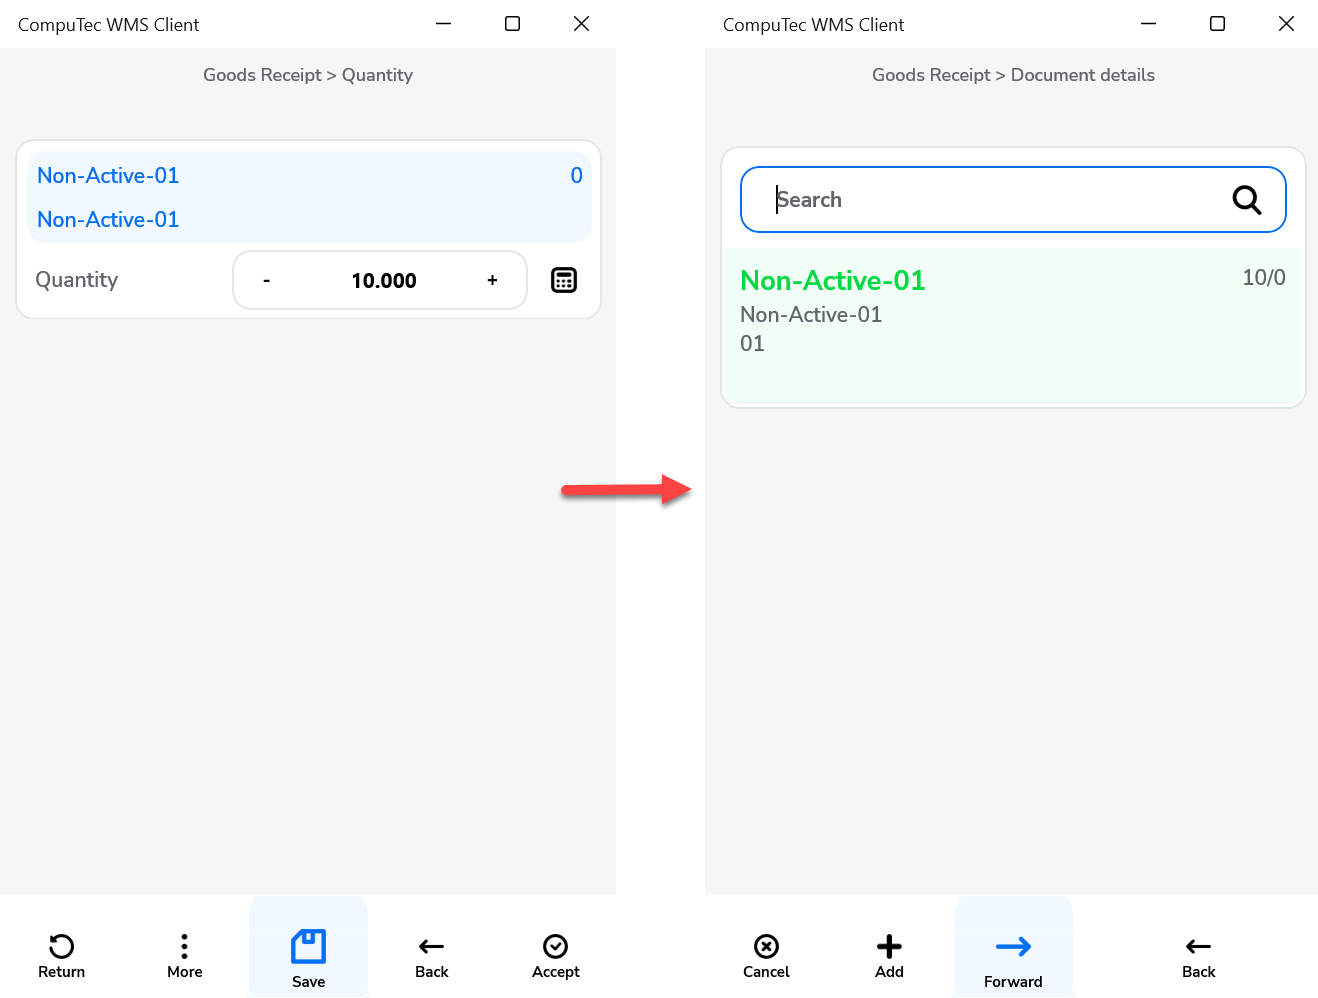 CompuTec WMS Client
Goods Receipt > Quantity
Non-Active-01 0
Non-Active-01
Quantity - 10.000 +
Return More Save Back Accept
CompuTec WMS Client
Goods Receipt > Document details
Search
Non-Active-01 10/0
Non-Active-01
01
Cancel Add Forward Back